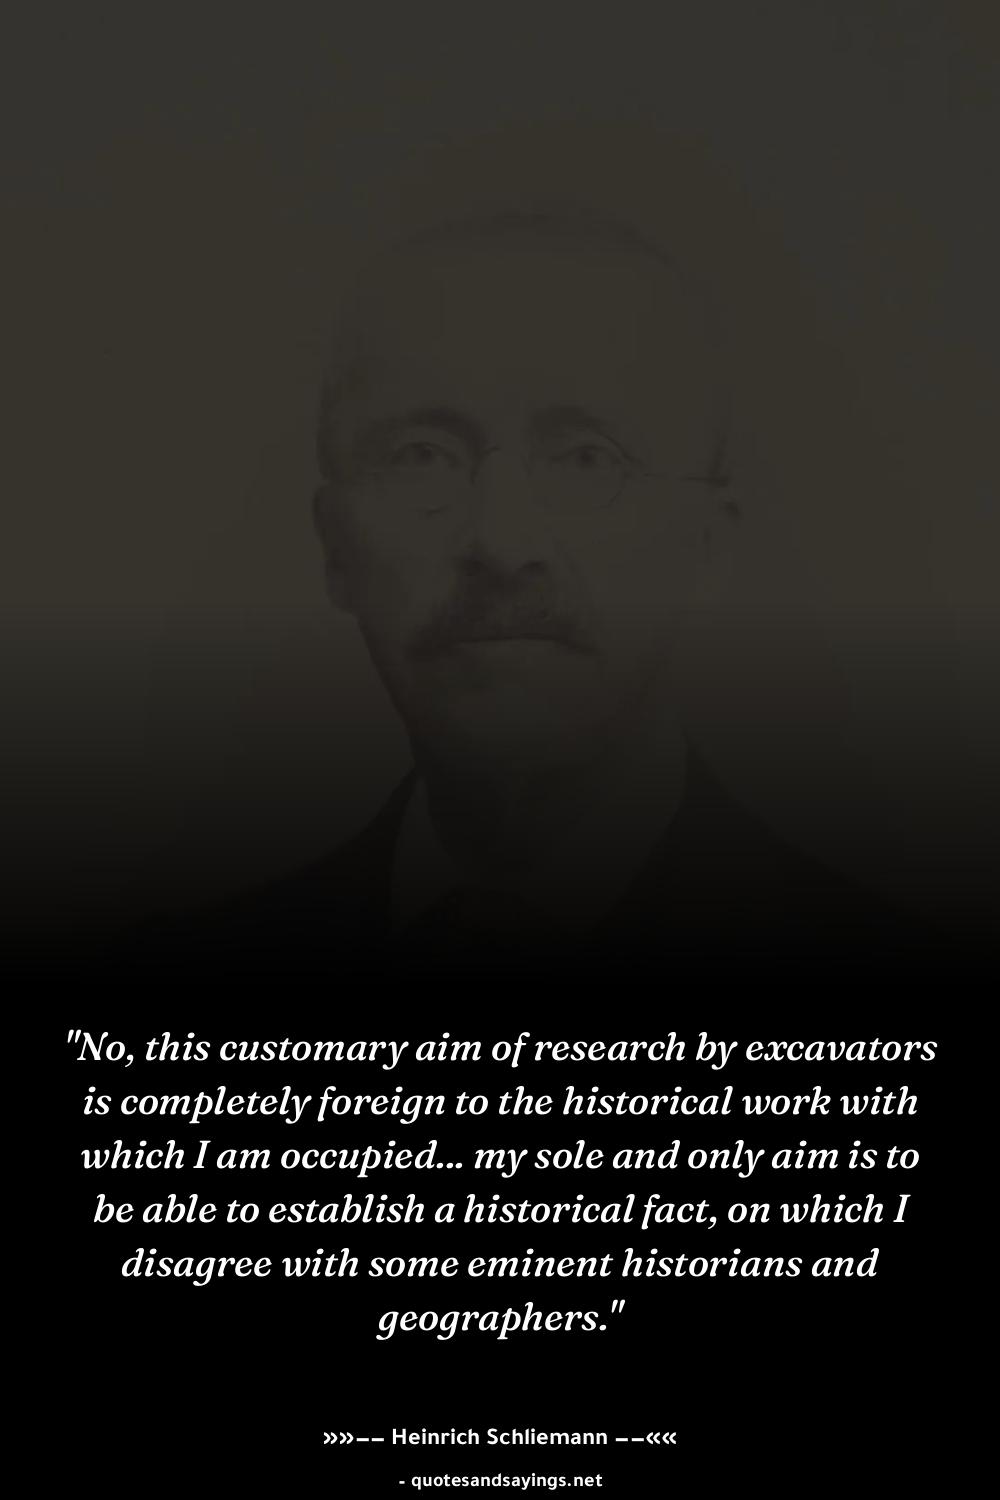 "No, this customary aim of research by excavators
is completely foreign to the historical work with
which I am occupied... my sole and only aim is to
be able to establish a historical fact, on which I
disagree with some eminent historians and
geographers."
»»−− Heinrich Schliemann −−««
- quotesandsayings.net